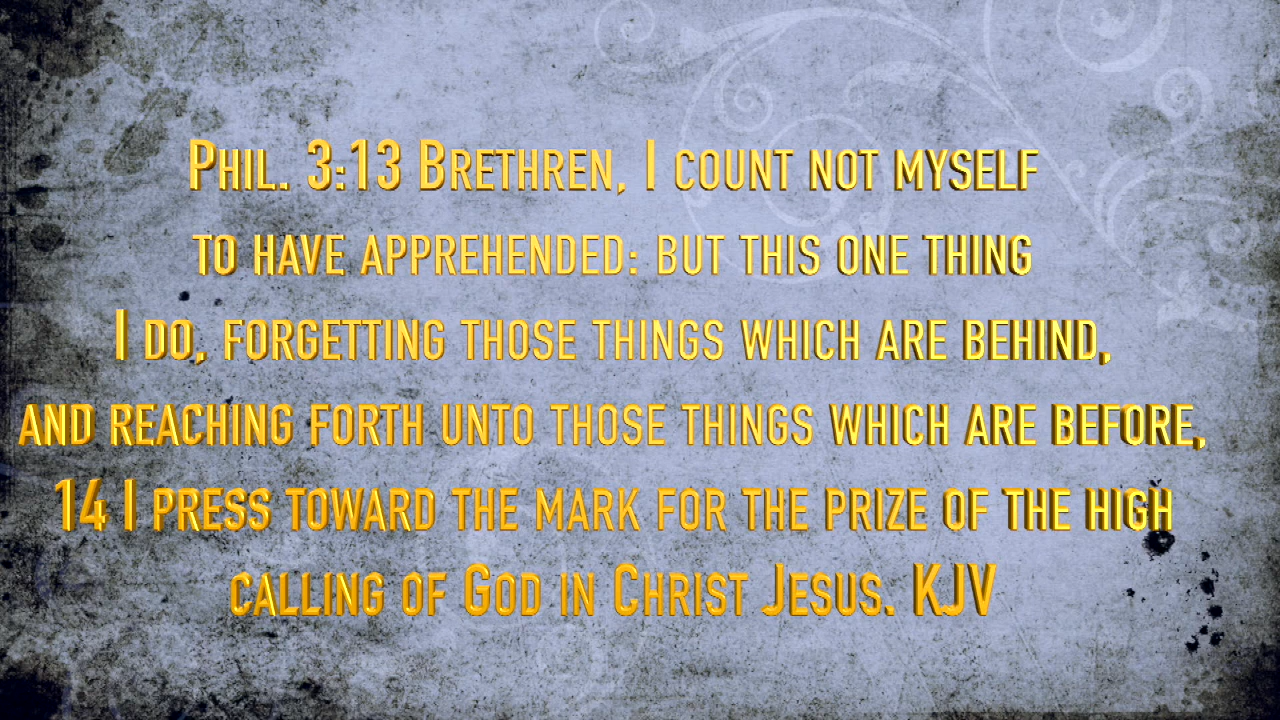 Phil. 3:13 Brethren, I count not myself
to have apprehended: but this one thing
I do, forgetting those things which are behind,
and reaching forth unto those things which are before,
14 I press toward the mark for the prize of the high
calling of God in Christ Jesus. KJV